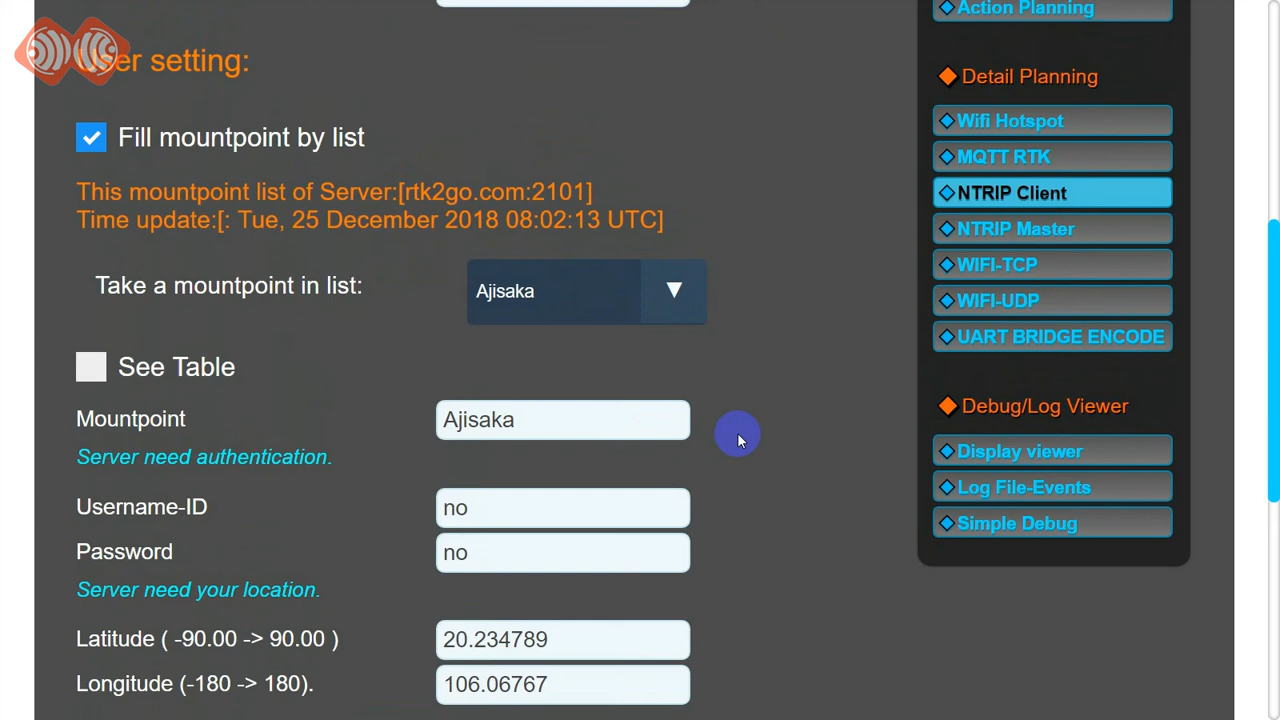 User setting:
Fill mountpoint by list
This mountpoint list of Server:[rtk2go.com:2101]
Time update:[: Tue, 25 December 2018 08:02:13 UTC]
Take a mountpoint in list:
Ajisaka
▼
See Table
Mountpoint
Ajisaka
Server need authentication.
Username-ID
no
Password
no
Server need your location.
Latitude ( -90.00 -> 90.00 )
20.234789
Longitude (-180 -> 180).
106.06767
Action Planning
Detail Planning
Wifi Hotspot
MQTT RTK
NTRIP Client
NTRIP Master
WIFI-TCP
WIFI-UDP
UART BRIDGE ENCODE
Debug/Log Viewer
Display viewer
Log File-Events
Simple Debug